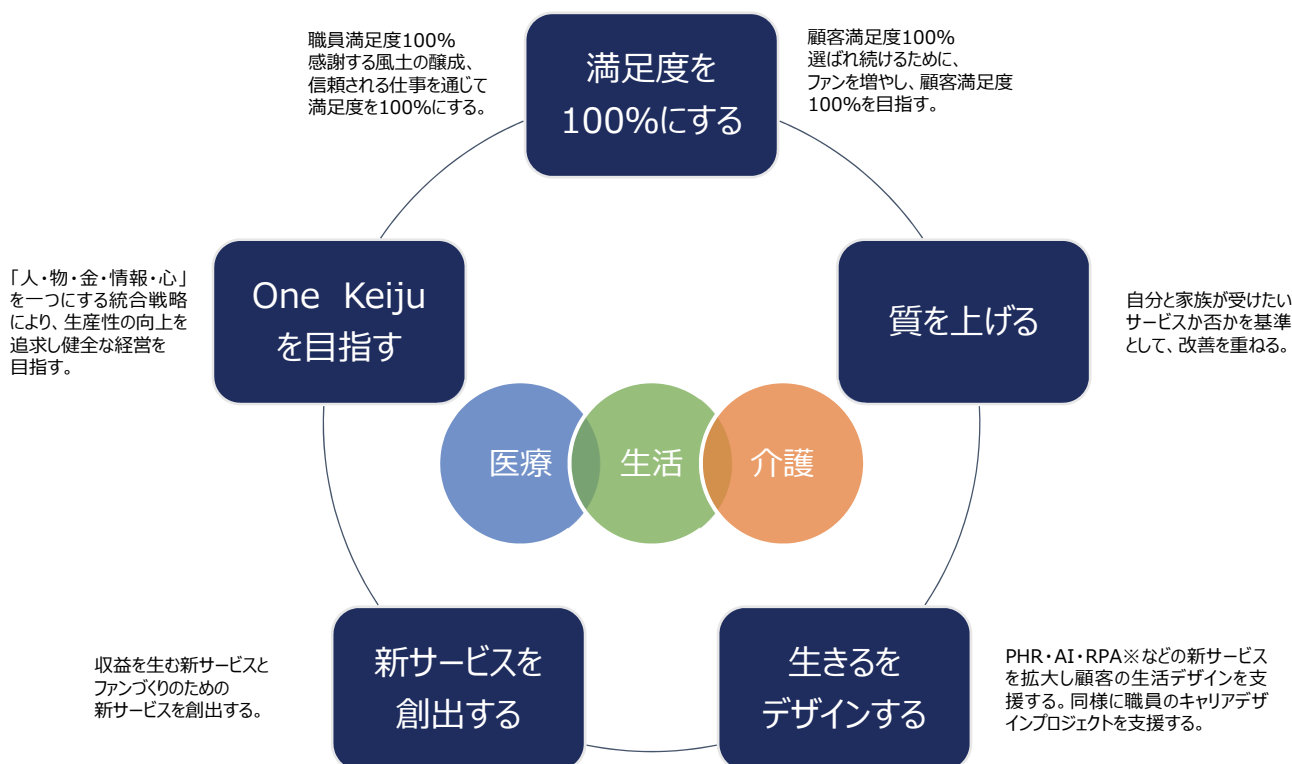 職員満足度100%
感謝する風土の醸成、
信頼される仕事を通じて
満足度を100%にする。
満足度を
100%にする
顧客満足度100%
選ばれ続けるために、
ファンを増やし、顧客満足度
100%を目指す。
「人・物・金・情報・心」
を一つにする統合戦略
により、生産性の向上を
追求し健全な経営を
目指す。
One Keiju
を目指す
質を上げる
自分と家族が受けたい
サービスか否かを基準
として、改善を重ねる。
医療
生活
介護
収益を生む新サービスと
ファンづくりのための
新サービスを創出する。
新サービスを
創出する
生きるを
デザインする
PHR・AI・RPA※などの新サービス
を拡大し顧客の生活デザインを支
援する。同様に職員のキャリアデザ
インプロジェクトを支援する。